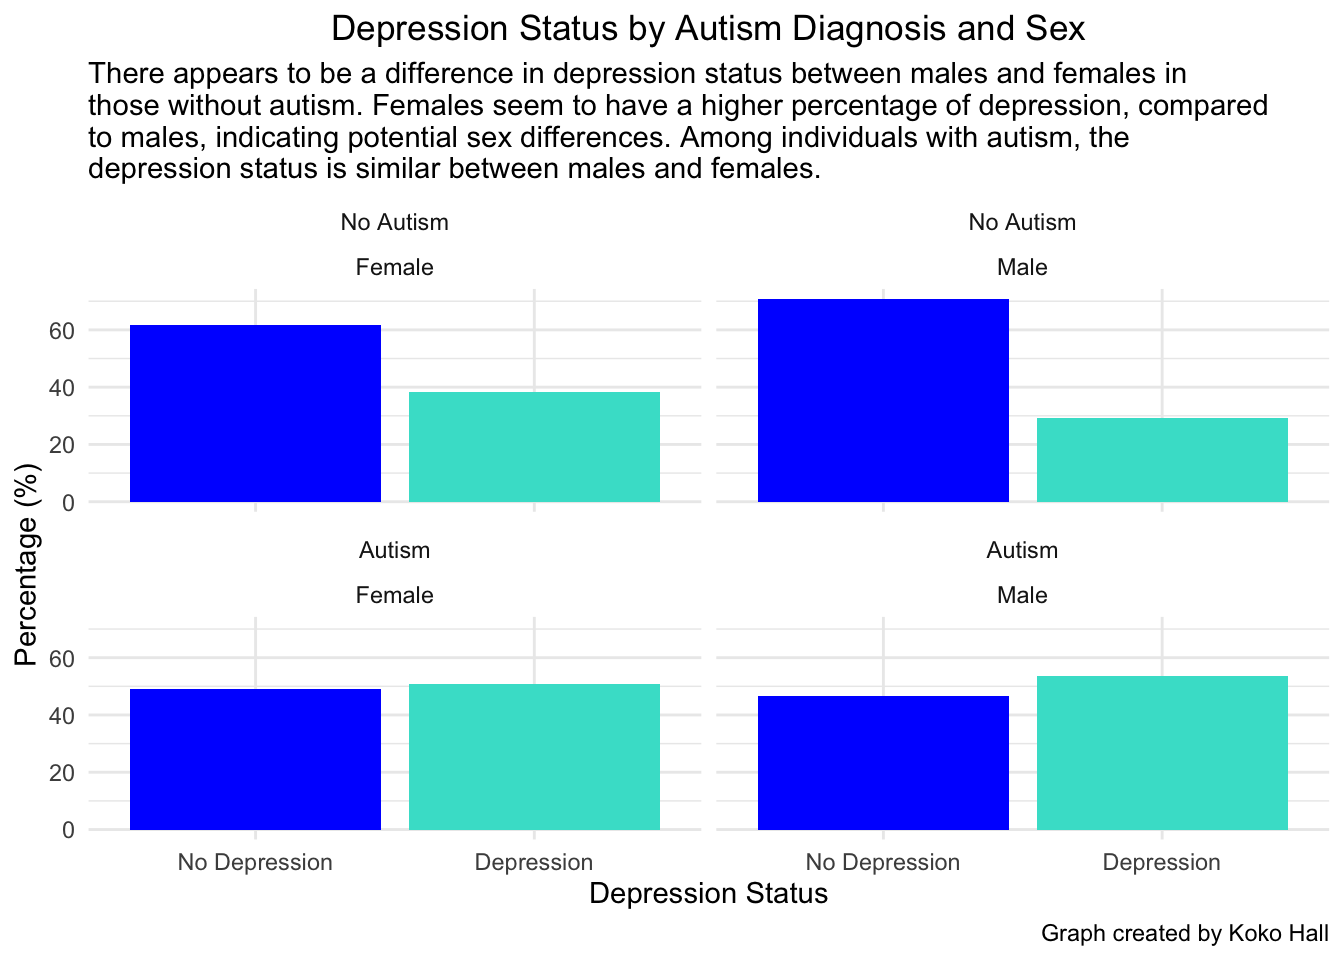 Depression Status by Autism Diagnosis and Sex
There appears to be a difference in depression status between males and females in
those without autism. Females seem to have a higher percentage of depression, compared
to males, indicating potential sex differences. Among individuals with autism, the
depression status is similar between males and females.
No Autism
No Autism
Female
Male
60
40
20
0
Percentage (%)
Autism
Autism
Female
Male
60
40
20
0
No Depression
Depression
No Depression
Depression
Depression Status
Graph created by Koko Hall